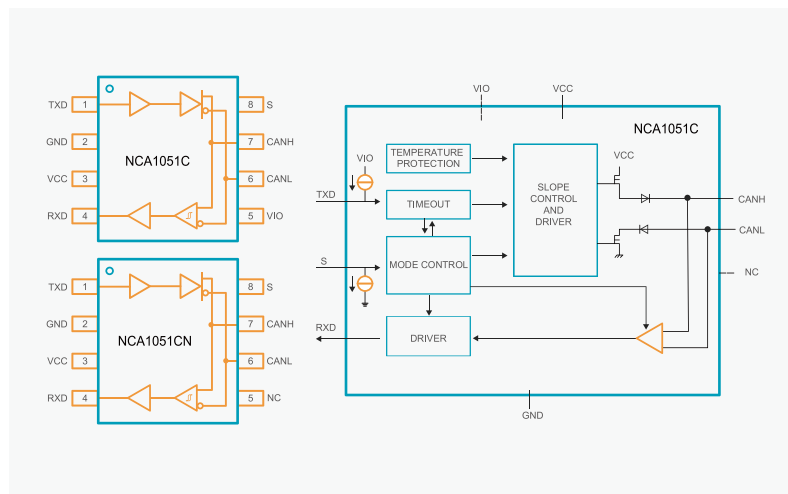 TXD 1 8 S
GND 2 NCA1051C 7 CANH
VCC 3 6 CANL
RXD 4 5 VIO
TXD 1 8 S
GND 2 NCA1051CN 7 CANH
VCC 3 6 CANL
RXD 4 5 NC
VIO VCC
NCA1051C
TEMPERATURE
PROTECTION
VIO
TXD
TIMEOUT
S
MODE CONTROL
RXD
DRIVER
SLOPE
CONTROL
AND
DRIVER
VCC
CANH
CANL
NC
GND